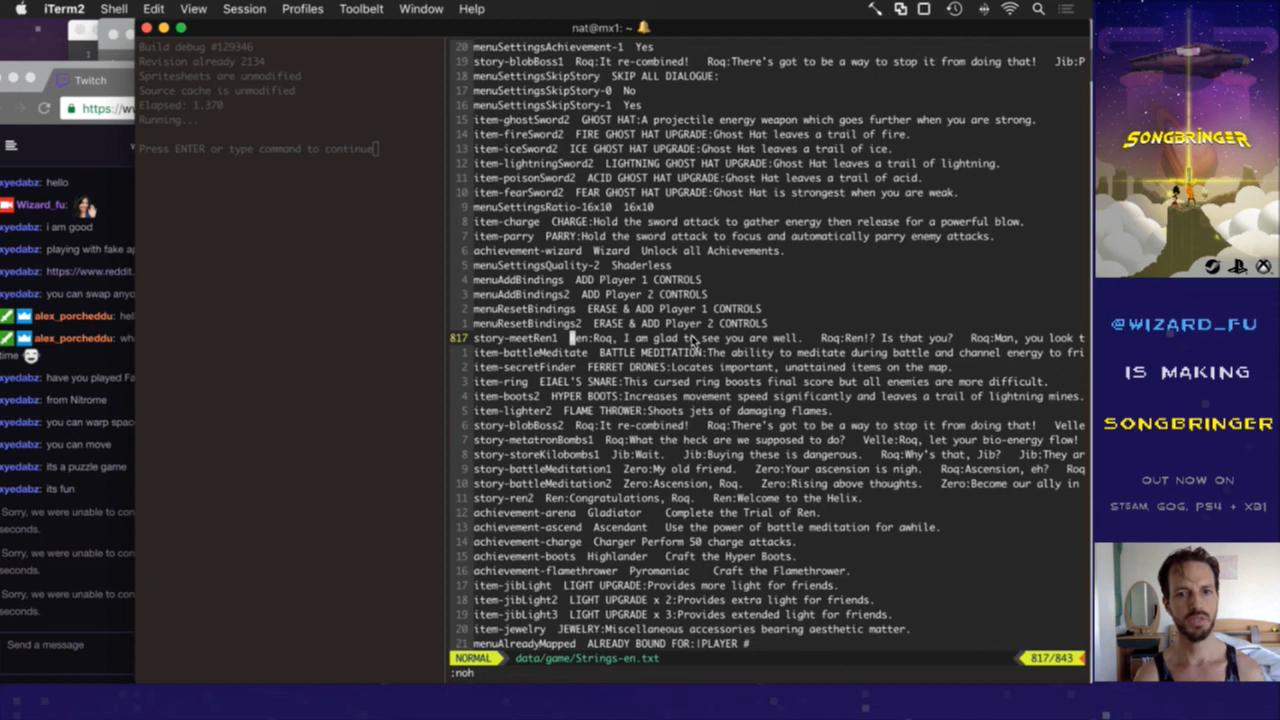 iTerm2 Shell Edit View Session Profiles Toolbelt Window Help
nat@mx1: ~
Twitch
https://ww
xyedabz: hello
Wizard_fu:
xyedabz: i am good
xyedabz: playing with fake ap
xyedabz: https://www.reddit.
xyedabz: you can swap anyo
alex_porcheddu: hell
alex_porcheddu: wh
time
xyedabz: have you played Fa
xyedabz: from Nitrome
xyedabz: you can warp space
xyedabz: you can move
xyedabz: its a puzzle game
xyedabz: its fun
Sorry, we were unable to con
seconds.
Sorry, we were unable to con
seconds.
Sorry, we were unable to con
seconds.
Send a message
Build debug #129346
Revision already 2134
Spritesheets are unmodified
Source cache is unmodified
Elapsed: 1.370
Running...
Press ENTER or type command to continue
20 menuSettingsAchievement-1 Yes
19 story-blobBoss1 Roq:It re-combined! Roq:There's got to be a way to stop it from doing that! Jib:P
18 menuSettingsSkipStory SKIP ALL DIALOGUE:
17 menuSettingsSkipStory-0 No
16 menuSettingsSkipStory-1 Yes
15 item-ghostSword2 GHOST HAT:A projectile energy weapon which goes further when you are strong.
14 item-fireSword2 FIRE GHOST HAT UPGRADE:Ghost Hat leaves a trail of fire.
13 item-iceSword2 ICE GHOST HAT UPGRADE:Ghost Hat leaves a trail of ice.
12 item-lightningSword2 LIGHTNING GHOST HAT UPGRADE:Ghost Hat leaves a trail of lightning.
11 item-poisonSword2 ACID GHOST HAT UPGRADE:Ghost Hat leaves a trail of acid.
10 item-fearSword2 FEAR GHOST HAT UPGRADE:Ghost Hat is strongest when you are weak.
9 menuSettingsRatio-16x10 16x10
8 item-charge CHARGE:Hold the sword attack to gather energy then release for a powerful blow.
7 item-parry PARRY:Hold the sword attack to focus and automatically parry enemy attacks.
6 achievement-wizard Wizard Unlock all Achievements.
5 menuSettingsQuality-2 Shaderless
4 menuAddBindings ADD Player 1 CONTROLS
3 menuAddBindings2 ADD Player 2 CONTROLS
2 menuResetBindings ERASE & ADD Player 1 CONTROLS
1 menuResetBindings2 ERASE & ADD Player 2 CONTROLS
817 story-meetRen1 Ren:Roq, I am glad to see you are well. Roq:Ren!? Is that you? Roq:Man, you look t
1 item-battleMeditate BATTLE MEDITATION:The ability to meditate during battle and channel energy to fri
2 item-secretFinder FERRET DRONES:Locates important, unattained items on the map.
3 item-ring EIAEL'S SNARE:This cursed ring boosts final score but all enemies are more difficult.
4 item-boots2 HYPER BOOTS:Increases movement speed significantly and leaves a trail of lightning mines.
5 item-lighter2 FLAME THROWER:Shoots jets of damaging flames.
6 story-blobBoss2 Roq:It re-combined! Roq:There's got to be a way to stop it from doing that! Velle
7 story-metatronBombs1 Roq:What the heck are we supposed to do? Velle:Roq, let your bio-energy flow!
8 story-storeKilobombs1 Jib:Wait. Jib:Buying these is dangerous. Roq:Why's that, Jib? Jib:They ar
9 story-battleMeditation1 Zero:My old friend. Zero:Your ascension is nigh. Roq:Ascension, eh? Roq
10 story-battleMeditation2 Zero:Ascension, Roq. Zero:Rising above thoughts. Zero:Become our ally in
11 story-ren2 Ren:Congratulations, Roq. Ren:Welcome to the Helix.
12 achievement-arena Gladiator Complete the Trial of Ren.
13 achievement-ascend Ascendant Use the power of battle meditation for awhile.
14 achievement-charge Charger Perform 50 charge attacks.
15 achievement-boots Highlander Craft the Hyper Boots.
16 achievement-flamethrower Pyromaniac Craft the Flamethrower.
17 item-jibLight LIGHT UPGRADE:Provides more light for friends.
18 item-jibLight2 LIGHT UPGRADE x 2:Provides extra light for friends.
19 item-jibLight3 LIGHT UPGRADE x 3:Provides extended light for friends.
20 item-jewelry JEWELRY:Miscellaneous accessories bearing aesthetic matter.
21 menuAlreadyMapped ALREADY BOUND FOR:|PLAYER #
NORMAL data/game/Strings-en.txt 817/843
:noh
SONGBRINGER
@WIZARD_FU
IS MAKING
SONGBRINGER
OUT NOW ON
STEAM, GOG, PS4 + XB1